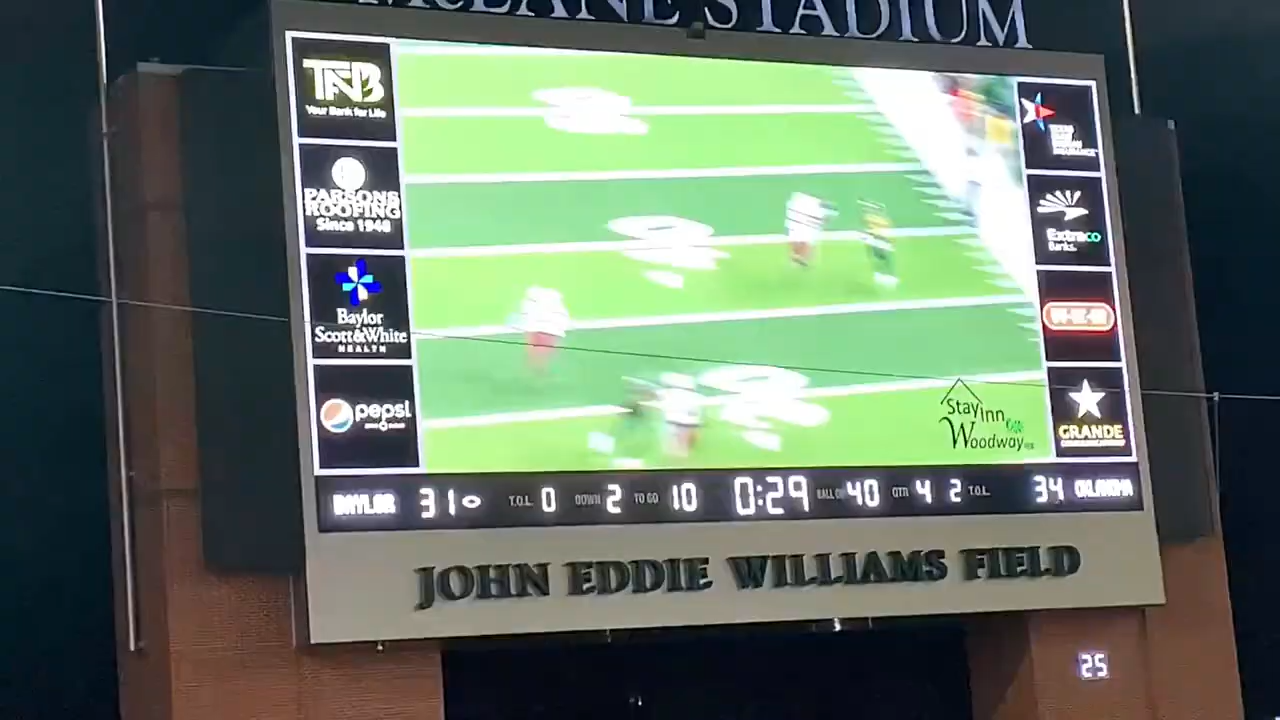 McLANE STADIUM
TFNB
Your Bank for Life
PARSONS
ROOFING
Since 1948
Baylor
Scott&White
HEALTH
pepsi
Extraco
Banks.
H-E-B
GRANDE
Stay inn
Woodway
BAYLOR 31 T.O.L. 0 DOWN 2 TO GO 10 0:29 BALL ON 40 QTR 4 2 T.O.L. 34 OKLAHOMA
JOHN EDDIE WILLIAMS FIELD
25